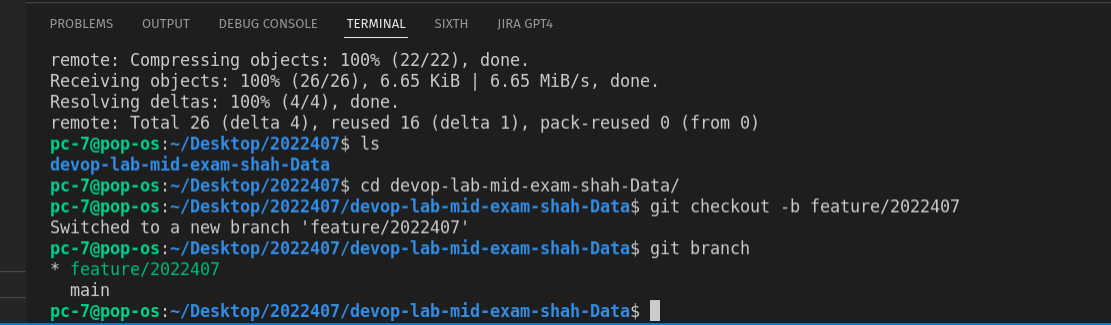 PROBLEMS OUTPUT DEBUG CONSOLE TERMINAL SIXTH JIRA GPT4
remote: Compressing objects: 100% (22/22), done.
Receiving objects: 100% (26/26), 6.65 KiB | 6.65 MiB/s, done.
Resolving deltas: 100% (4/4), done.
remote: Total 26 (delta 4), reused 16 (delta 1), pack-reused 0 (from 0)
pc-7@pop-os:~/Desktop/2022407$ ls
devop-lab-mid-exam-shah-Data
pc-7@pop-os:~/Desktop/2022407$ cd devop-lab-mid-exam-shah-Data/
pc-7@pop-os:~/Desktop/2022407/devop-lab-mid-exam-shah-Data$ git checkout -b feature/2022407
Switched to a new branch 'feature/2022407'
pc-7@pop-os:~/Desktop/2022407/devop-lab-mid-exam-shah-Data$ git branch
* feature/2022407
  main
pc-7@pop-os:~/Desktop/2022407/devop-lab-mid-exam-shah-Data$